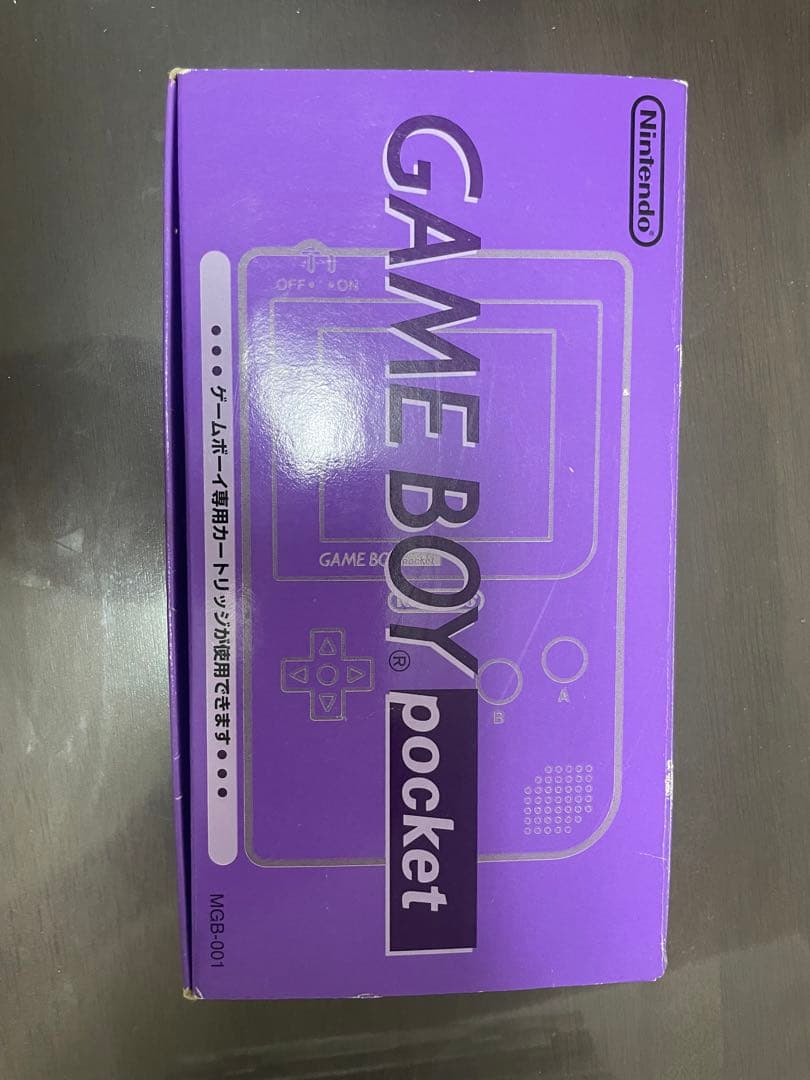 Nintendo®
GAME BOY® pocket
OFF• •ON
GAME BO pocket
B
A
•••ゲームボーイ専用カートリッジが使用できます•••
MGB-001